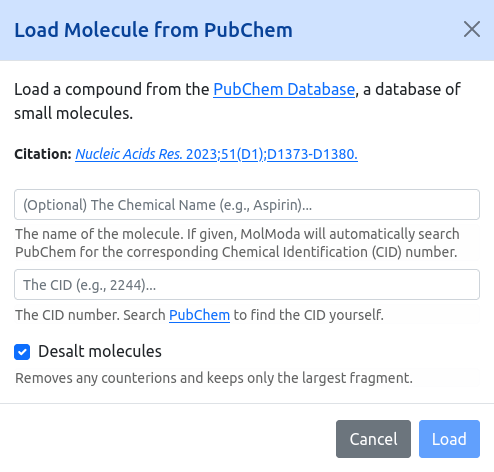 Load Molecule from PubChem
Load a compound from the PubChem Database, a database of
small molecules.
Citation: Nucleic Acids Res. 2023;51(D1);D1373-D1380.
(Optional) The Chemical Name (e.g., Aspirin)...
The name of the molecule. If given, MolModa will automatically search
PubChem for the corresponding Chemical Identification (CID) number.
The CID (e.g., 2244)...
The CID number. Search PubChem to find the CID yourself.
Desalt molecules
Removes any counterions and keeps only the largest fragment.
Cancel Load